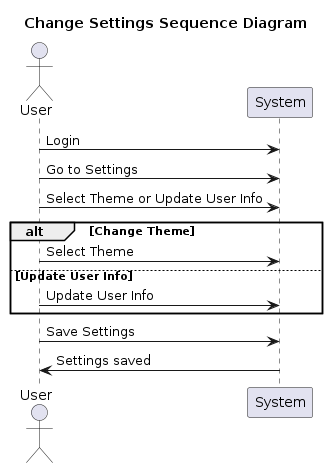 Change Settings Sequence Diagram
User
System
Login
Go to Settings
Select Theme or Update User Info
alt [Change Theme]
Select Theme
[Update User Info]
Update User Info
Save Settings
Settings saved
User
System